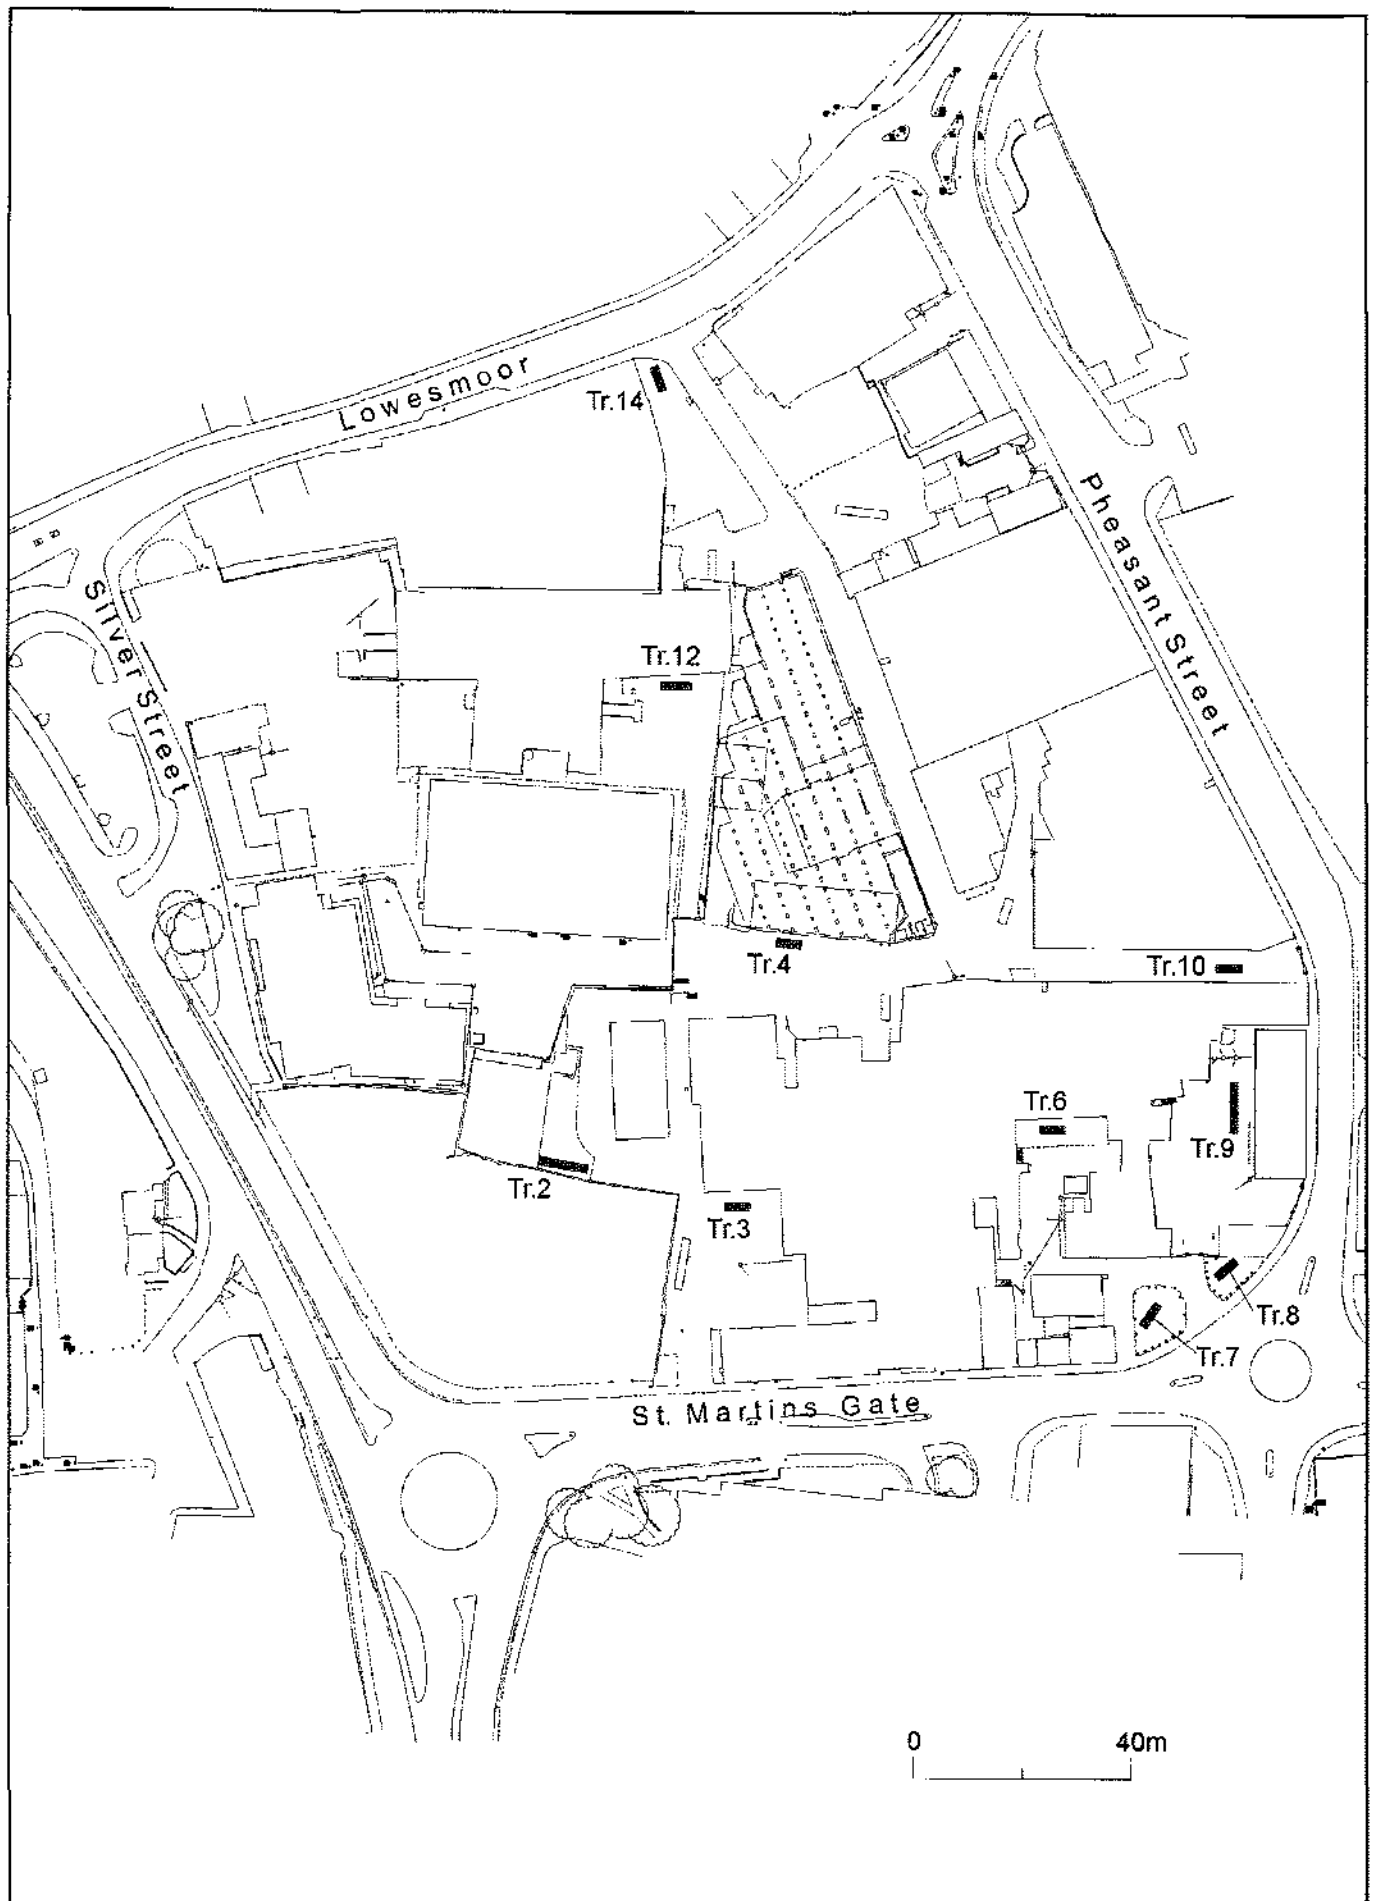 Lowesmoor
Tr.14
Pheasant Street
Silver Street
Tr.12
Tr.4
Tr.10
Tr.6
Tr.9
Tr.2
Tr.3
Tr.8
Tr.7
St. Martins Gate
0 40m